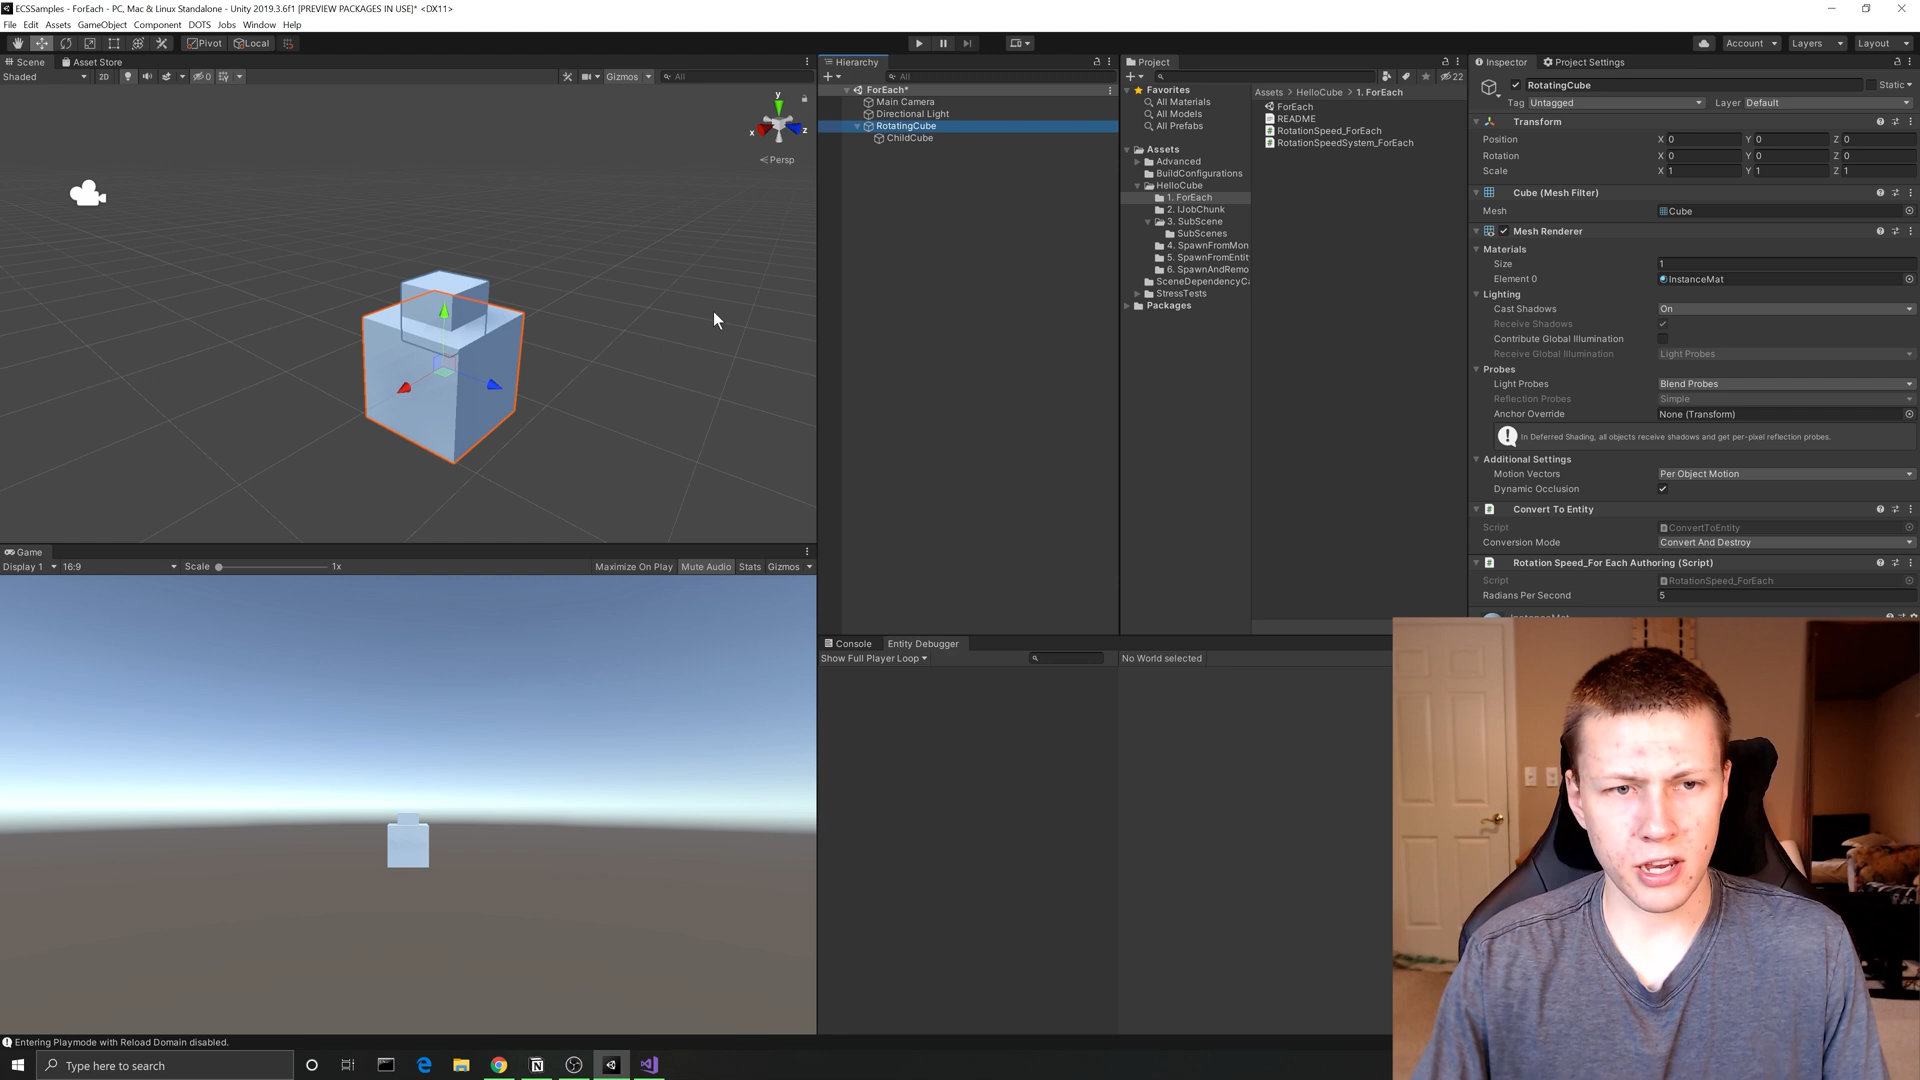 ECSSamples - ForEach - PC, Mac & Linux Standalone - Unity 2019.3.6f1 [PREVIEW PACKAGES IN USE]* <DX11>
File Edit Assets GameObject Component DOTS Jobs Window Help
Pivot Local Account Layers Layout
Scene Asset Store
Shaded 2D 0 Gizmos All
y
x z
Persp
Game
Display 1 16:9 Scale 1x Maximize On Play Mute Audio Stats Gizmos
Hierarchy
All
ForEach*
Main Camera
Directional Light
RotatingCube
ChildCube
Project
22
Favorites
All Materials
All Models
All Prefabs
Assets
Advanced
BuildConfigurations
HelloCube
1. ForEach
2. IJobChunk
3. SubScene
SubScenes
4. SpawnFromMon
5. SpawnFromEntit
6. SpawnAndRemo
SceneDependencyCa
StressTests
Packages
Assets > HelloCube > 1. ForEach
ForEach
README
RotationSpeed_ForEach
RotationSpeedSystem_ForEach
Console Entity Debugger
Show Full Player Loop No World selected
Inspector Project Settings
RotatingCube Static
Tag Untagged Layer Default
Transform
Position X 0 Y 0 Z 0
Rotation X 0 Y 0 Z 0
Scale X 1 Y 1 Z 1
Cube (Mesh Filter)
Mesh Cube
Mesh Renderer
Materials
Size 1
Element 0 InstanceMat
Lighting
Cast Shadows On
Receive Shadows
Contribute Global Illumination
Receive Global Illumination Light Probes
Probes
Light Probes Blend Probes
Reflection Probes Simple
Anchor Override None (Transform)
In Deferred Shading, all objects receive shadows and get per-pixel reflection probes.
Additional Settings
Motion Vectors Per Object Motion
Dynamic Occlusion
Convert To Entity
Script ConvertToEntity
Conversion Mode Convert And Destroy
Rotation Speed_For Each Authoring (Script)
Script RotationSpeed_ForEach
Radians Per Second 5
Entering Playmode with Reload Domain disabled.
Type here to search